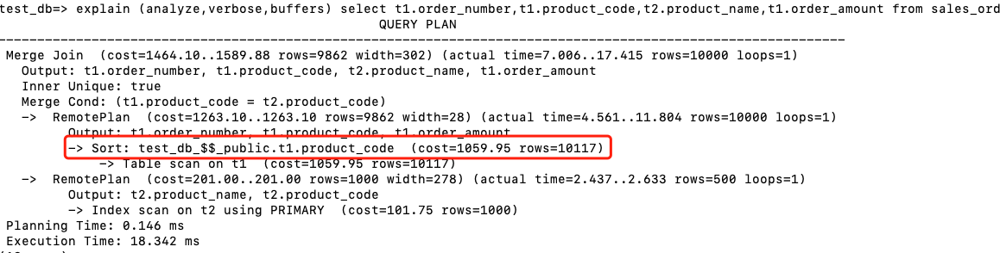 test_db=> explain (analyze,verbose,buffers) select t1.order_number,t1.product_code,t2.product_name,t1.order_amount from sales_ord
QUERY PLAN
-----------------------------------------------------------------------------------------------------------------
Merge Join  (cost=1464.10..1589.88 rows=9862 width=302) (actual time=7.006..17.415 rows=10000 loops=1)
Output: t1.order_number, t1.product_code, t2.product_name, t1.order_amount
Inner Unique: true
Merge Cond: (t1.product_code = t2.product_code)
->  RemotePlan  (cost=1263.10..1263.10 rows=9862 width=28) (actual time=4.561..11.804 rows=10000 loops=1)
Output: t1.order_number, t1.product_code, t1.order_amount
-> Sort: test_db_$$_public.t1.product_code  (cost=1059.95 rows=10117)
-> Table scan on t1  (cost=1059.95 rows=10117)
->  RemotePlan  (cost=201.00..201.00 rows=1000 width=278) (actual time=2.437..2.633 rows=500 loops=1)
Output: t2.product_name, t2.product_code
-> Index scan on t2 using PRIMARY  (cost=101.75 rows=1000)
Planning Time: 0.146 ms
Execution Time: 18.342 ms